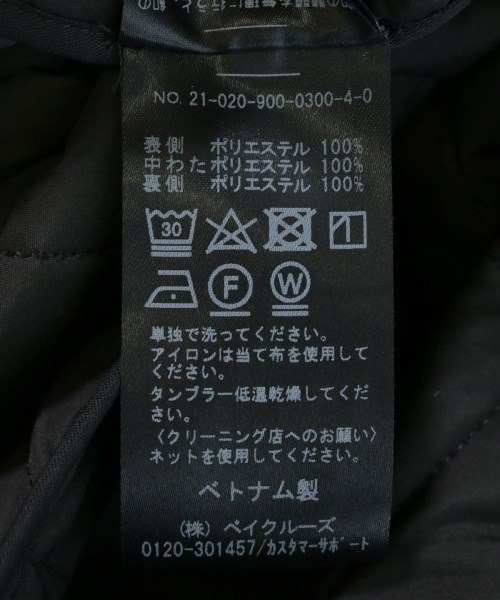 NO. 21-020-900-0300-4-0
表側 ポリエステル 100%
中わた ポリエステル 100%
裏側 ポリエステル 100%
30
F W
単独で洗ってください。
アイロンは当て布を使用して
ください。
タンブラー低温乾燥してくだ
さい。
〈クリーニング店へのお願い〉
ネットを使用してください。
ベトナム製
(株) ベイクルーズ
0120-301457/カスタマーサポート